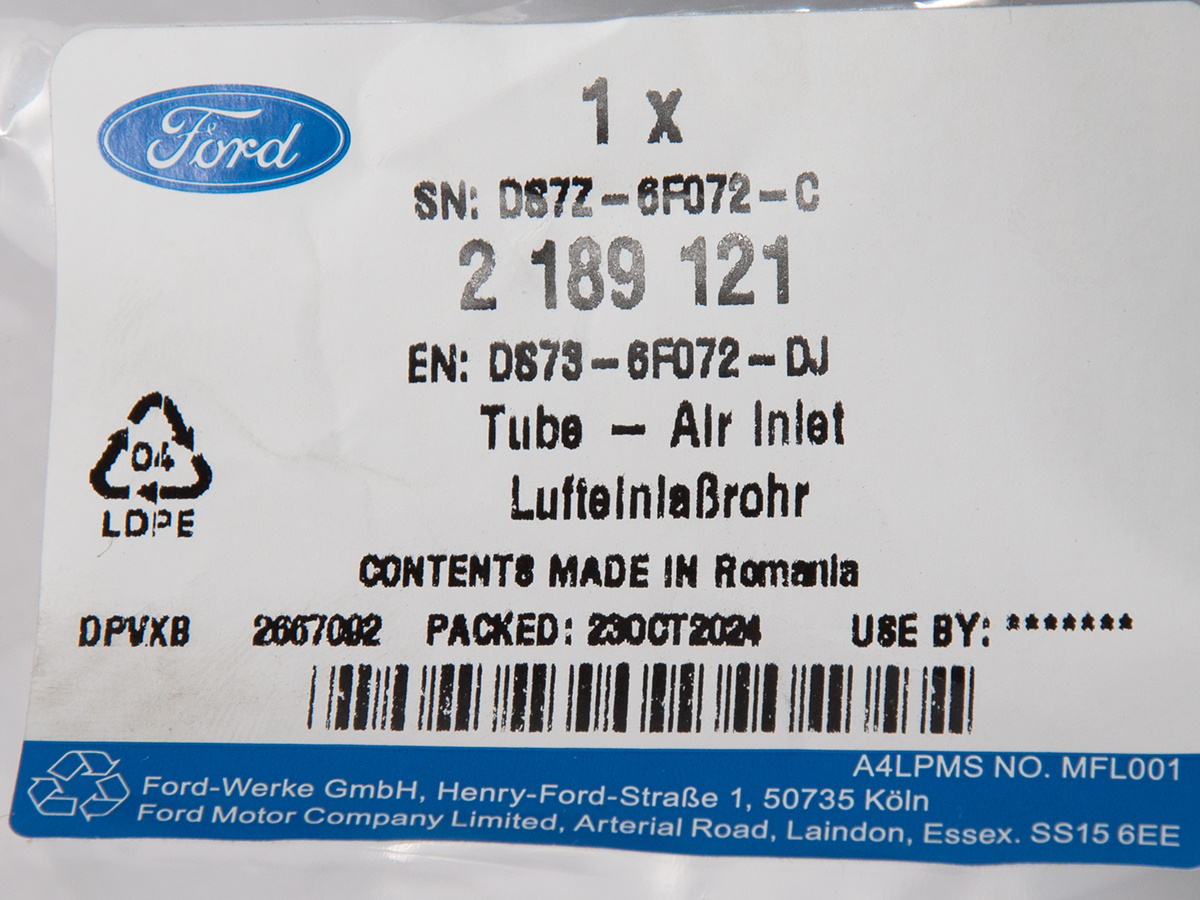 Ford
1 x
SN: DS7Z-6F072-C
2 189 121
EN: DS73-6F072-DJ
Tube - Air Inlet
Lufteinlaßrohr
04
LDPE
CONTENTS MADE IN Romania
DPVXB 2667002 PACKED: 23OCT2024 USE BY: *******
A4LPMS NO. MFL001
Ford-Werke GmbH, Henry-Ford-Straße 1, 50735 Köln
Ford Motor Company Limited, Arterial Road, Laindon, Essex. SS15 6EE